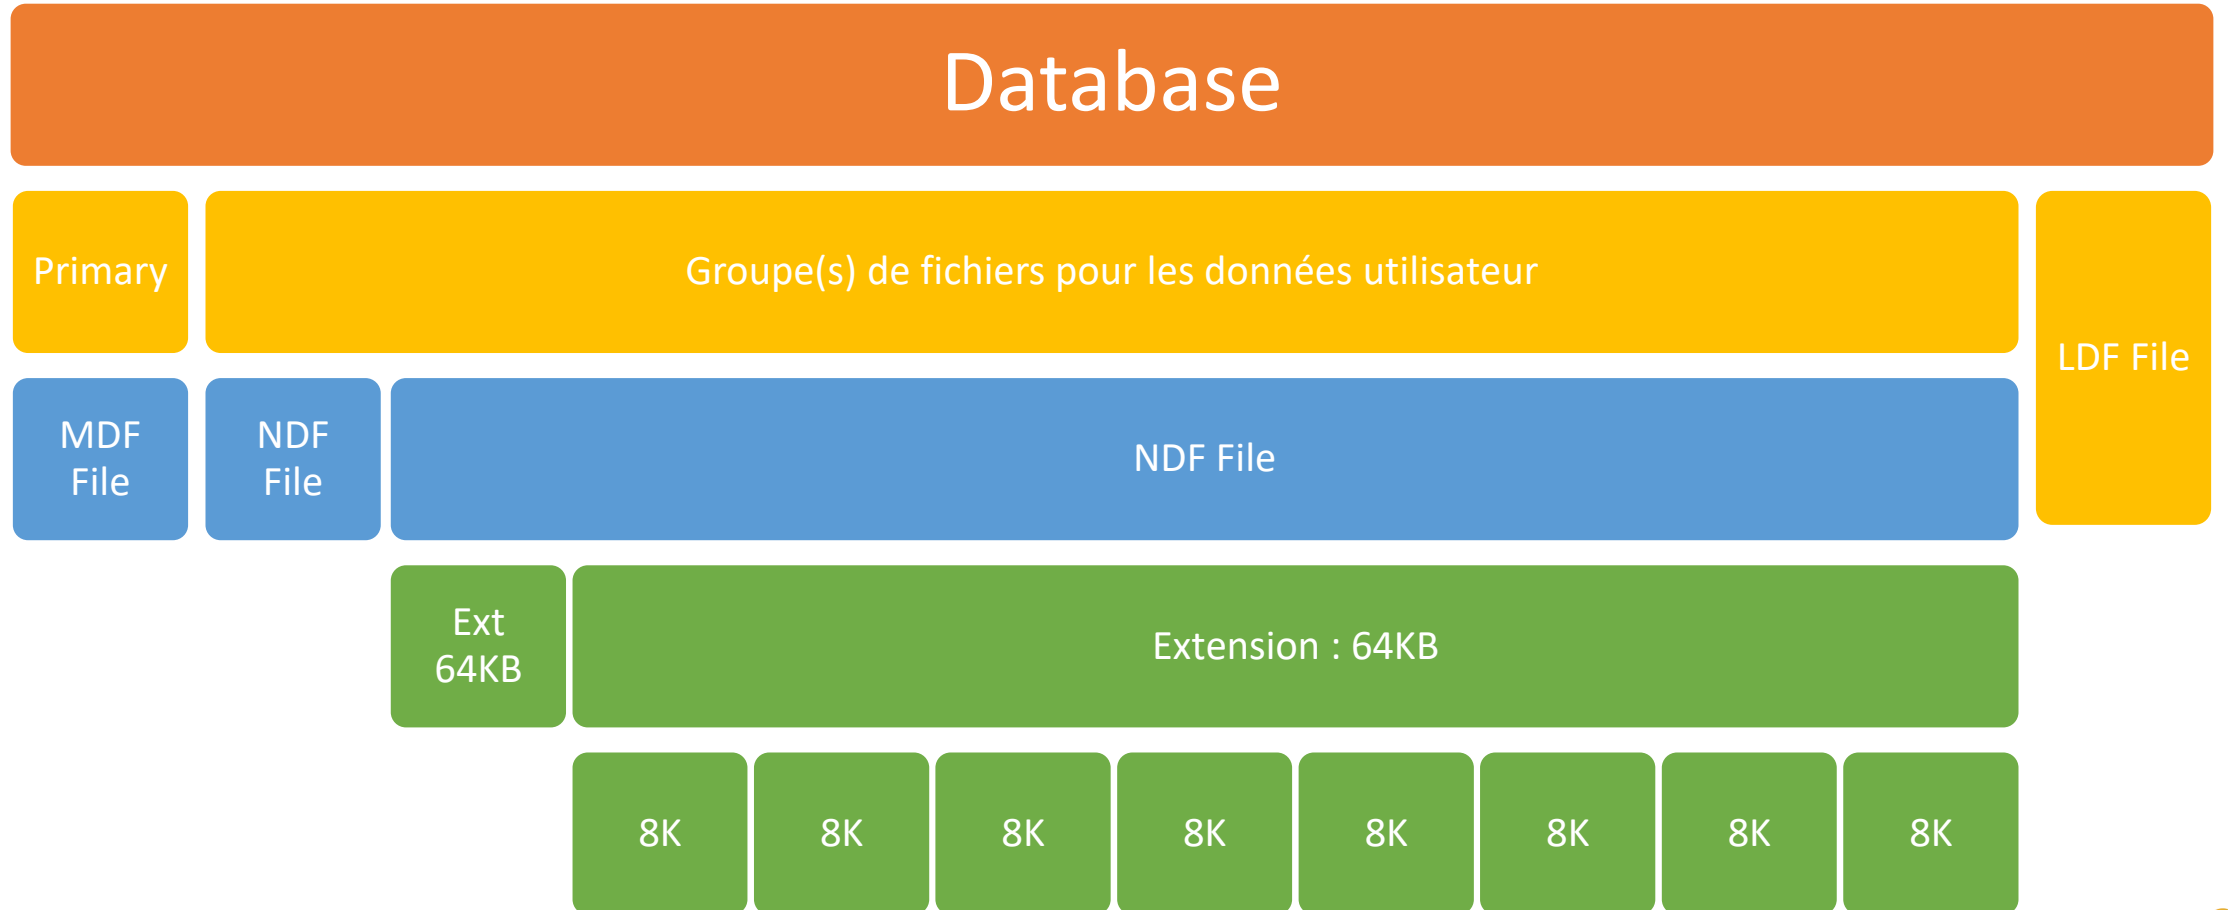 Database
Primary
Groupe(s) de fichiers pour les données utilisateur
LDF File
MDF
File
NDF
File
NDF File
Ext
64KB
Extension : 64KB
8K
8K
8K
8K
8K
8K
8K
8K